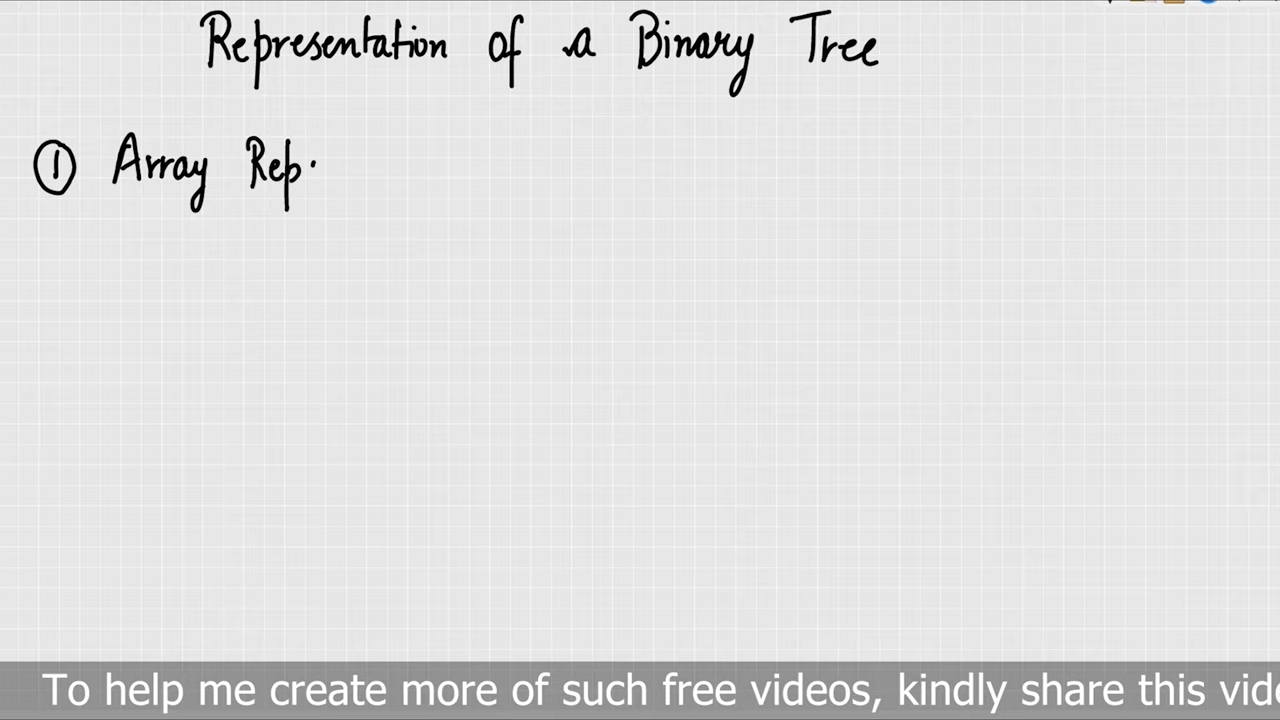 Representation of a Binary Tree
① Array Rep.
To help me create more of such free videos, kindly share this vide